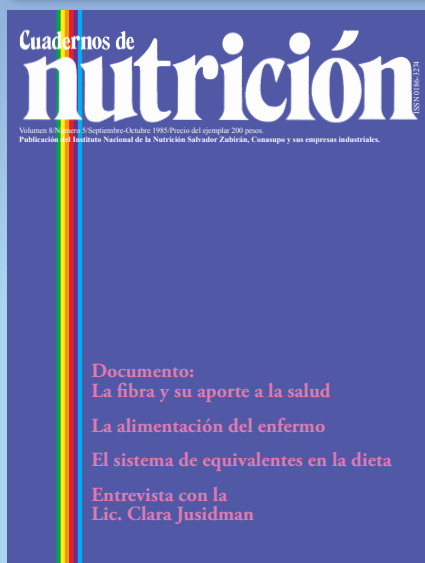 Cuadernos de
nutrición
ISSN 0186-3274
Volumen 8/Número 5/Septiembre-Octubre 1985/Precio del ejemplar 200 pesos.
Publicación del Instituto Nacional de la Nutrición Salvador Zubirán, Conasupo y sus empresas industriales.
Documento:
La fibra y su aporte a la salud
La alimentación del enfermo
El sistema de equivalentes en la dieta
Entrevista con la
Lic. Clara Jusidman